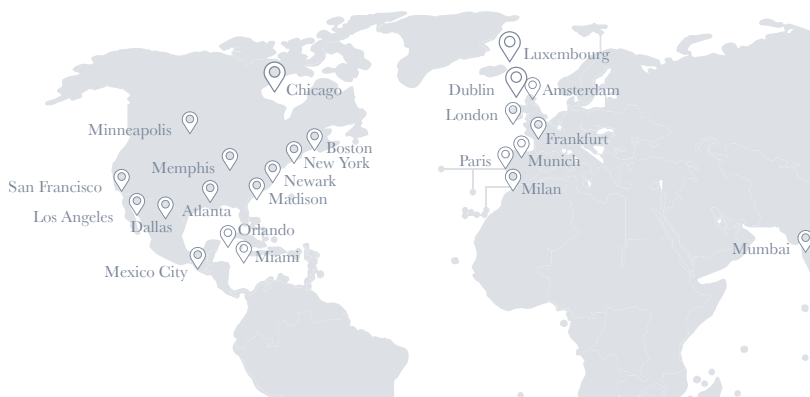 Luxembourg
Chicago
Dublin
Amsterdam
London
Minneapolis
Boston
Frankfurt
New York
Memphis
Paris
Munich
Newark
San Francisco
Madison
Milan
Atlanta
Los Angeles
Dallas
Orlando
Mumbai
Miami
Mexico City